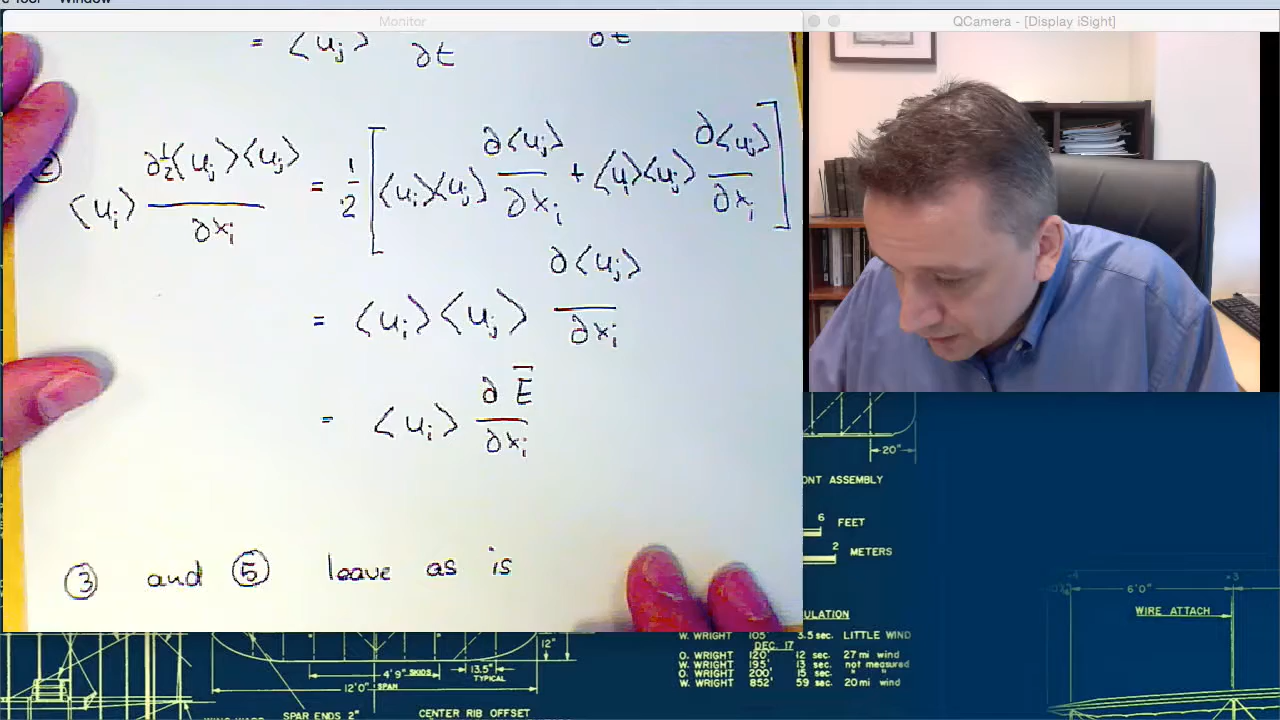 Window
Monitor
QCamera - [Display iSight]
= ⟨u_j⟩ ∂t ∂t
② ⟨u_i⟩ ∂½⟨u_j⟩⟨u_j⟩/∂x_i = ½ [⟨u_i⟩⟨u_j⟩ ∂⟨u_j⟩/∂x_i + ⟨u_i⟩⟨u_j⟩ ∂⟨u_j⟩/∂x_i]
= ⟨u_i⟩⟨u_j⟩ ∂⟨u_j⟩/∂x_i
= ⟨u_i⟩ ∂Ē/∂x_i
③ and ⑤ leave as is
20"
ONT ASSEMBLY
6 FEET
2 METERS
6'0"
+3
WIRE ATTACH
ULATION
W. WRIGHT 105' 3.5 sec. LITTLE WIND
DEC. 17
O. WRIGHT 120' 12 sec. 27 mi wind
W. WRIGHT 195' 13 sec. not measured
O. WRIGHT 200' 15 sec. " "
W. WRIGHT 852' 59 sec. 20 mi wind
12"
4'9" SKIDS
13.5"
TYPICAL
12'0" SPAN
SPAR ENDS 2"
CENTER RIB OFFSET